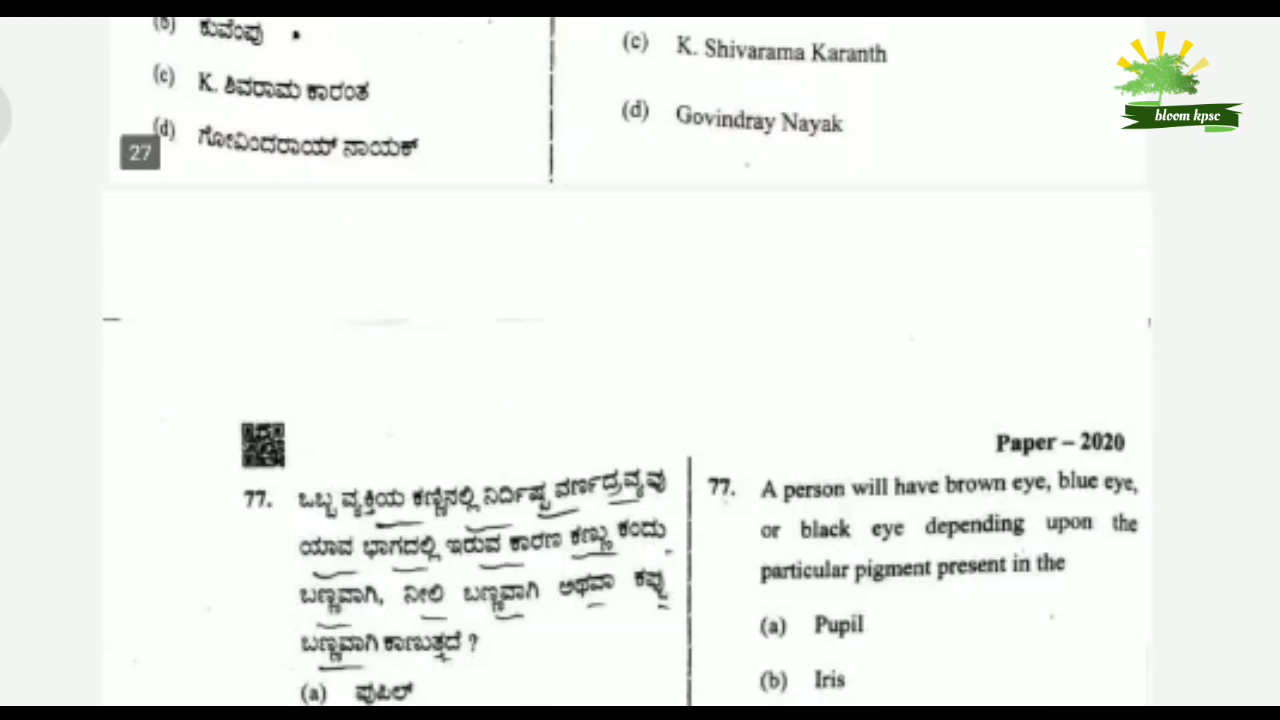 (b) ಕುವೆಂಪು
(c) K. ಶಿವರಾಮ ಕಾರಂತ
(d) ಗೋವಿಂದರಾಯ್ ನಾಯಕ್
27
(c) K. Shivarama Karanth
(d) Govindray Nayak
bloom kpsc
Paper – 2020
77. ಒಬ್ಬ ವ್ಯಕ್ತಿಯ ಕಣ್ಣಿನಲ್ಲಿ ನಿರ್ದಿಷ್ಟ ವರ್ಣದ್ರವ್ಯವು
ಯಾವ ಭಾಗದಲ್ಲಿ ಇರುವ ಕಾರಣ ಕಣ್ಣು ಕಂದು
ಬಣ್ಣವಾಗಿ, ನೀಲಿ ಬಣ್ಣವಾಗಿ ಅಥವಾ ಕಪ್ಪು
ಬಣ್ಣವಾಗಿ ಕಾಣುತ್ತದೆ ?
(a) ಪುಪಿಲ್
77. A person will have brown eye, blue eye,
or black eye depending upon the
particular pigment present in the
(a) Pupil
(b) Iris